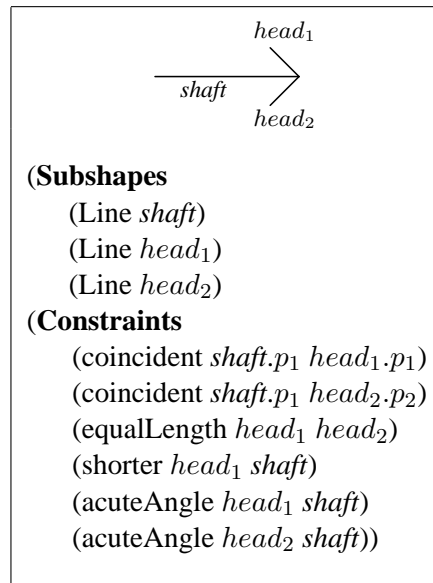 head₁
shaft
head₂
(Subshapes
(Line shaft)
(Line head₁)
(Line head₂)
(Constraints
(coincident shaft.p₁ head₁.p₁)
(coincident shaft.p₁ head₂.p₂)
(equalLength head₁ head₂)
(shorter head₁ shaft)
(acuteAngle head₁ shaft)
(acuteAngle head₂ shaft))